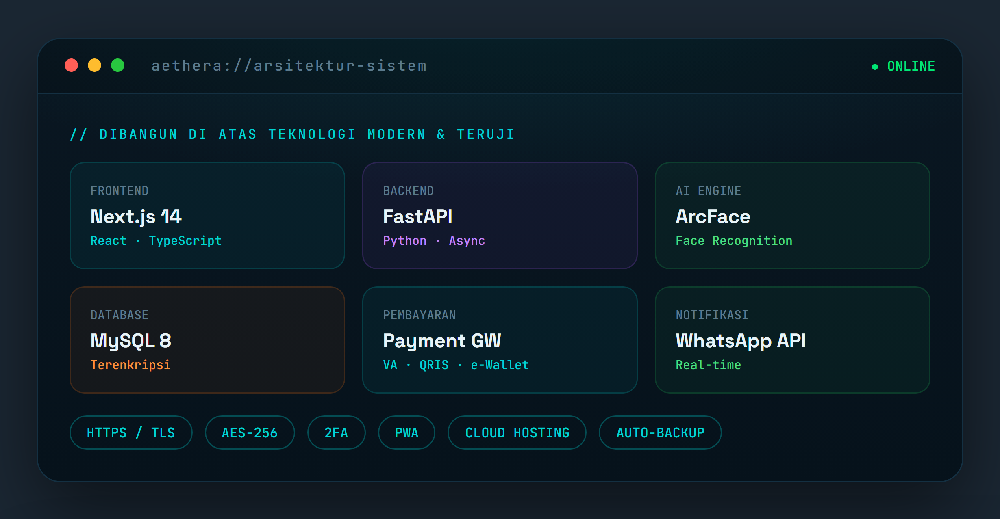 aethera://arsitektur-sistem
ONLINE
// DIBANGUN DI ATAS TEKNOLOGI MODERN & TERUJI
FRONTEND
Next.js 14
React · TypeScript
BACKEND
FastAPI
Python · Async
AI ENGINE
ArcFace
Face Recognition
DATABASE
MySQL 8
Terenkripsi
PEMBAYARAN
Payment GW
VA · QRIS · e-Wallet
NOTIFIKASI
WhatsApp API
Real-time
HTTPS / TLS
AES-256
2FA
PWA
CLOUD HOSTING
AUTO-BACKUP